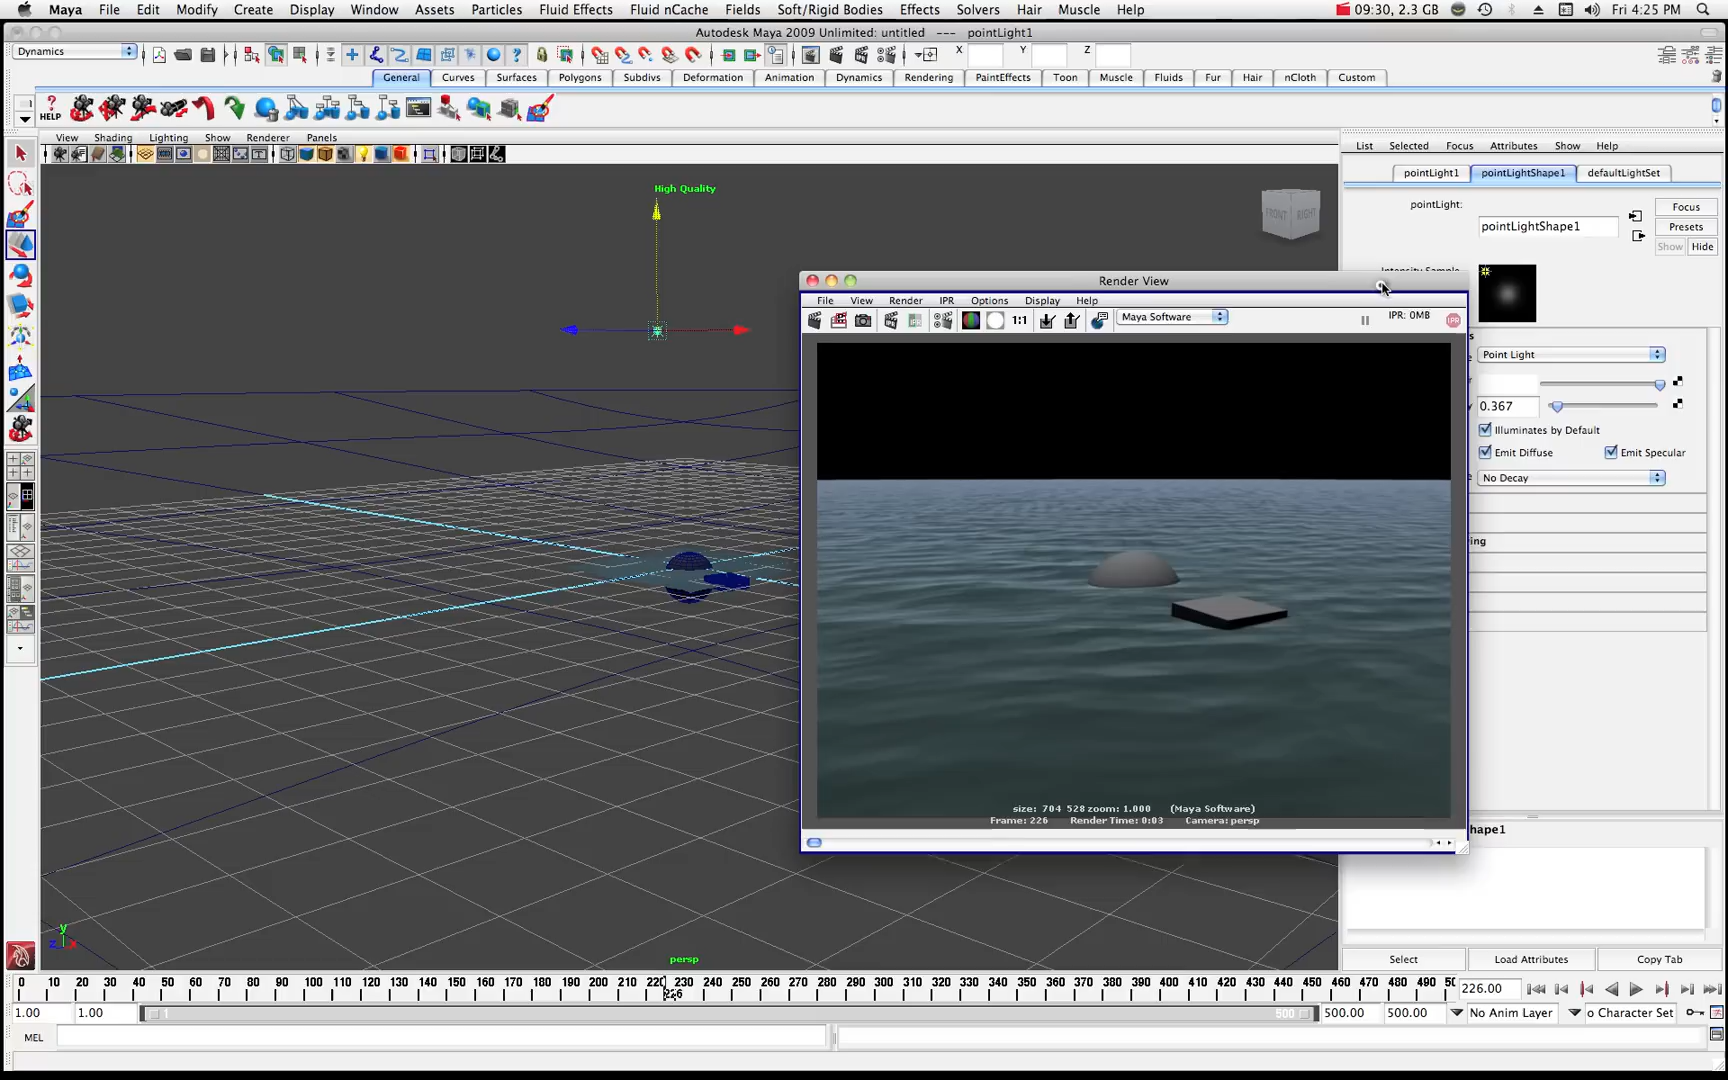 Maya File Edit Modify Create Display Window Assets Particles Fluid Effects Fluid nCache Fields Soft/Rigid Bodies Effects Solvers Hair Muscle Help 09:30, 2.3 GB Fri 4:25 PM
Autodesk Maya 2009 Unlimited: untitled --- pointLight1
Dynamics X Y Z
General Curves Surfaces Polygons Subdivs Deformation Animation Dynamics Rendering PaintEffects Toon Muscle Fluids Fur Hair nCloth Custom
HELP
View Shading Lighting Show Renderer Panels
List Selected Focus Attributes Show Help
pointLight1 pointLightShape1 defaultLightSet
High Quality
FRONT RIGHT
pointLight: pointLightShape1
Focus
Presets
Show Hide
Intensity Sample
Render View
File View Render IPR Options Display Help
1:1 Maya Software IPR: 0MB IPR
Point Light
0.367
Illuminates by Default
Emit Diffuse Emit Specular
No Decay
ing
size: 704 528 zoom: 1.000 (Maya Software)
Frame: 226 Render Time: 0:03 Camera: persp
hape1
y
z x
persp
Select Load Attributes Copy Tab
0 10 20 30 40 50 60 70 80 90 100 110 120 130 140 150 160 170 180 190 200 210 220 230 240 250 260 270 280 290 300 310 320 330 340 350 360 370 380 390 400 410 420 430 440 450 460 470 480 490 50 226.00
226
1.00 1.00 1 500 500.00 500.00 No Anim Layer o Character Set
MEL